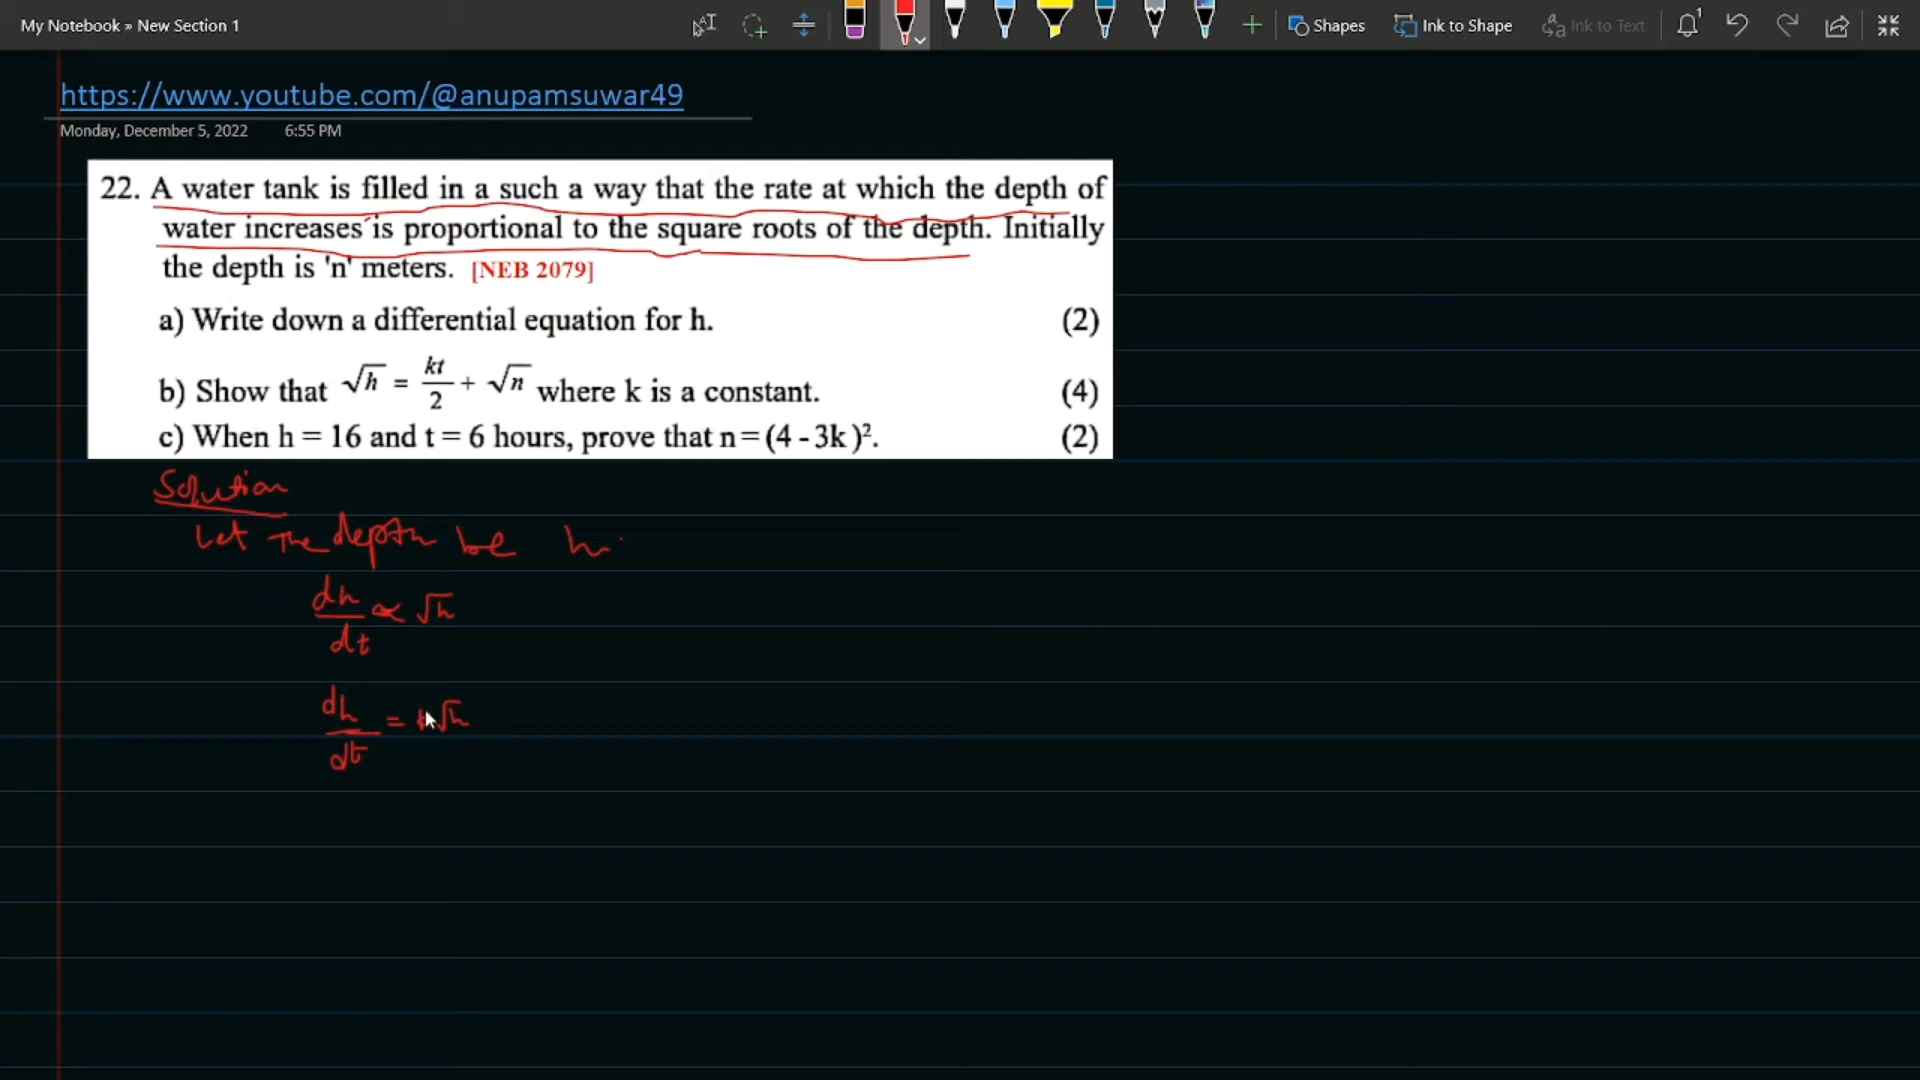 My Notebook » New Section 1
Shapes
Ink to Shape
Ink to Text
1
https://www.youtube.com/@anupamsuwar49
Monday, December 5, 2022 6:55 PM
22. A water tank is filled in a such a way that the rate at which the depth of
water increases is proportional to the square roots of the depth. Initially
the depth is 'n' meters. [NEB 2079]
a) Write down a differential equation for h. (2)
b) Show that √h = kt/2 + √n where k is a constant. (4)
c) When h = 16 and t = 6 hours, prove that n = (4 - 3k)². (2)
Solution
Let The depth be h.
dh/dt ∝ √h
dh/dt = √h